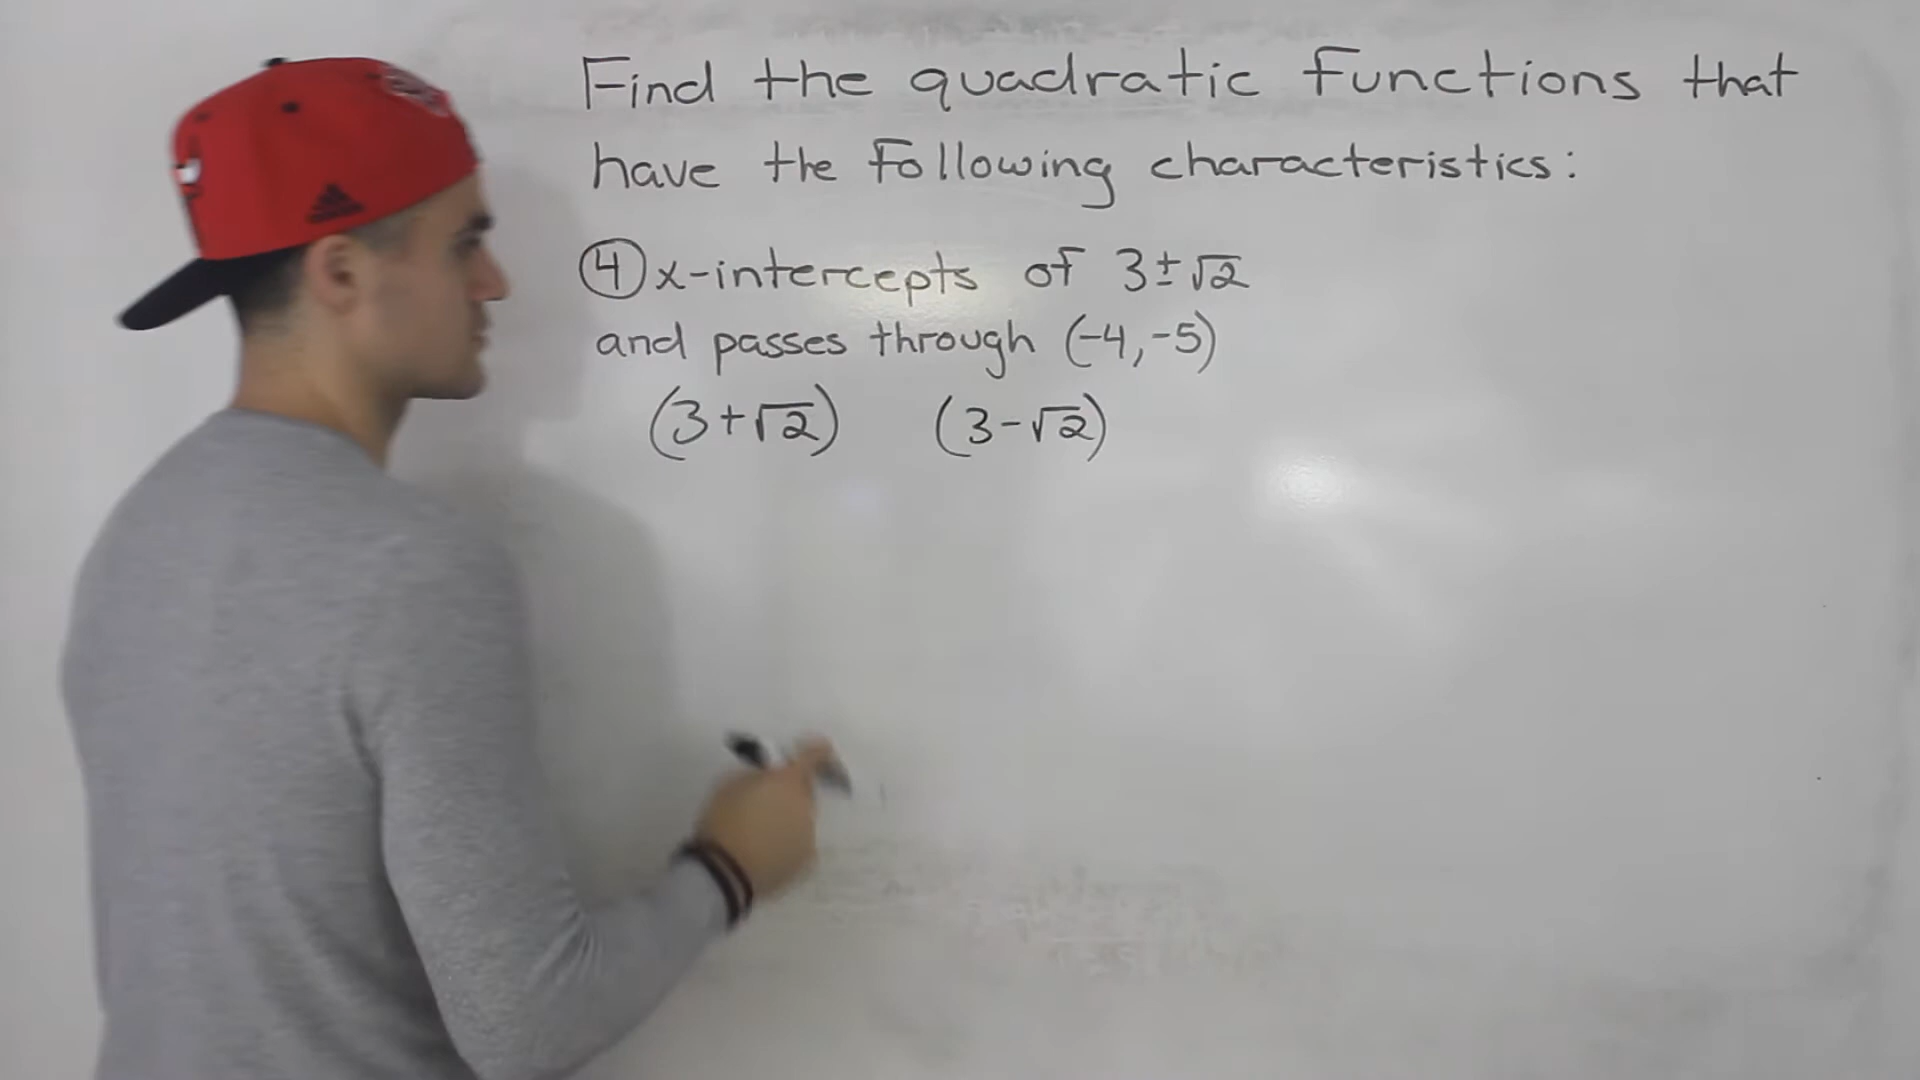 Find the quadratic functions that
have the following characteristics:
④ x-intercepts of 3±√2
and passes through (-4,-5)
(3+√2) (3-√2)